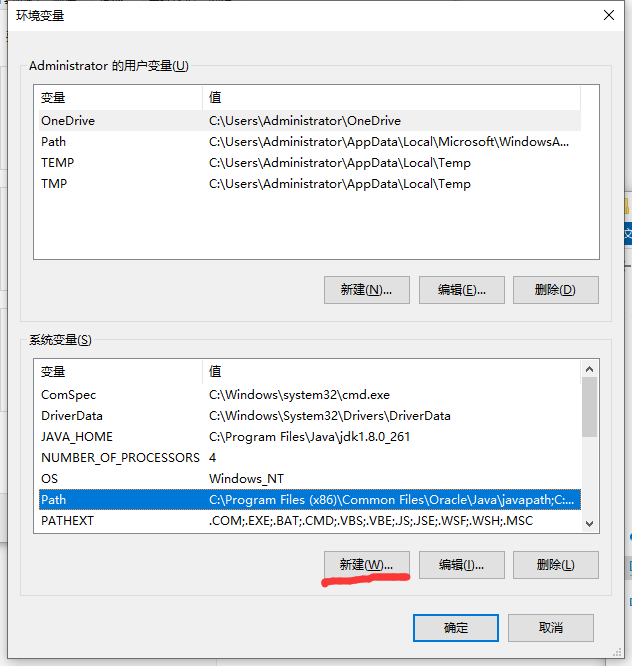 环境变量
Administrator 的用户变量(U)
变量 值
OneDrive C:\Users\Administrator\OneDrive
Path C:\Users\Administrator\AppData\Local\Microsoft\WindowsA...
TEMP C:\Users\Administrator\AppData\Local\Temp
TMP C:\Users\Administrator\AppData\Local\Temp
新建(N)... 编辑(E)... 删除(D)
系统变量(S)
变量 值
ComSpec C:\Windows\system32\cmd.exe
DriverData C:\Windows\System32\Drivers\DriverData
JAVA_HOME C:\Program Files\Java\jdk1.8.0_261
NUMBER_OF_PROCESSORS 4
OS Windows_NT
Path C:\Program Files (x86)\Common Files\Oracle\Java\javapath;C:...
PATHEXT .COM;.EXE;.BAT;.CMD;.VBS;.VBE;.JS;.JSE;.WSF;.WSH;.MSC
新建(W)... 编辑(I)... 删除(L)
确定 取消